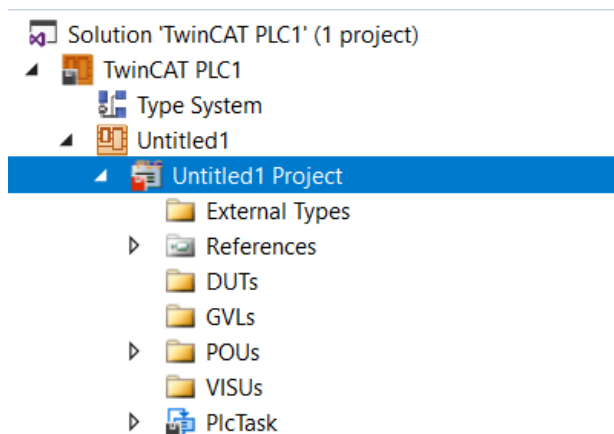 Solution 'TwinCAT PLC1' (1 project)
TwinCAT PLC1
Type System
Untitled1
Untitled1 Project
External Types
References
DUTs
GVLs
POUs
VISUs
PlcTask